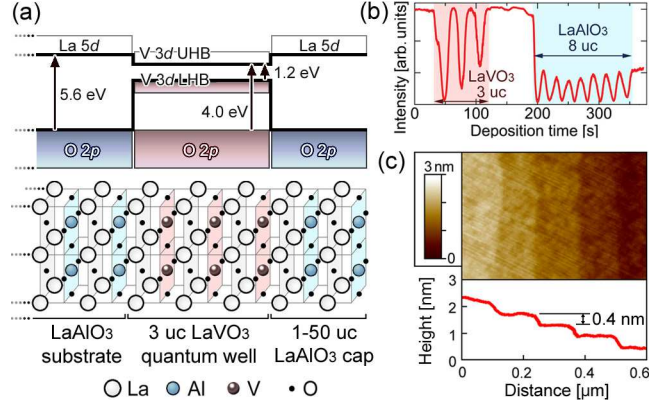 (a)
La 5d
V 3d UHB
La 5d
V 3d LHB
1.2 eV
5.6 eV
4.0 eV
O 2p
O 2p
O 2p
LaAlO3
substrate
3 uc LaVO3
quantum well
1-50 uc
LaAlO3 cap
La
Al
V
O
(b)
Intensity [arb. units]
LaVO3
3 uc
LaAlO3
8 uc
0
100
200
300
400
Deposition time [s]
(c)
3 nm
0
Height [nm]
3
2
1
0
0.4 nm
0
0.2
0.4
0.6
Distance [μm]